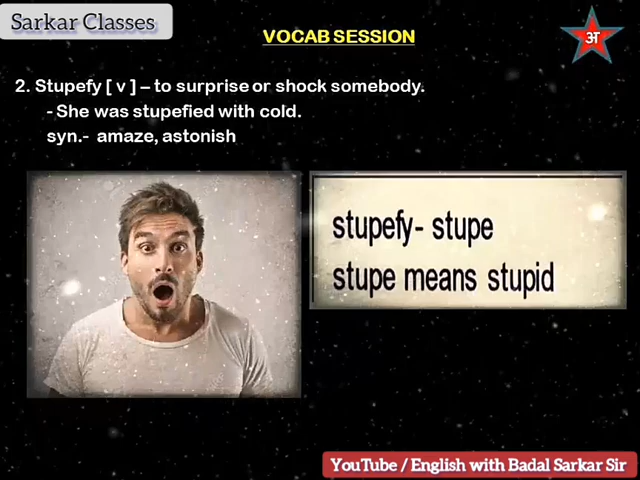 Sarkar Classes
VOCAB SESSION
अ
2. Stupefy [ v ] – to surprise or shock somebody.
- She was stupefied with cold.
syn.- amaze, astonish
stupefy- stupe
stupe means stupid
YouTube / English with Badal Sarkar Sir